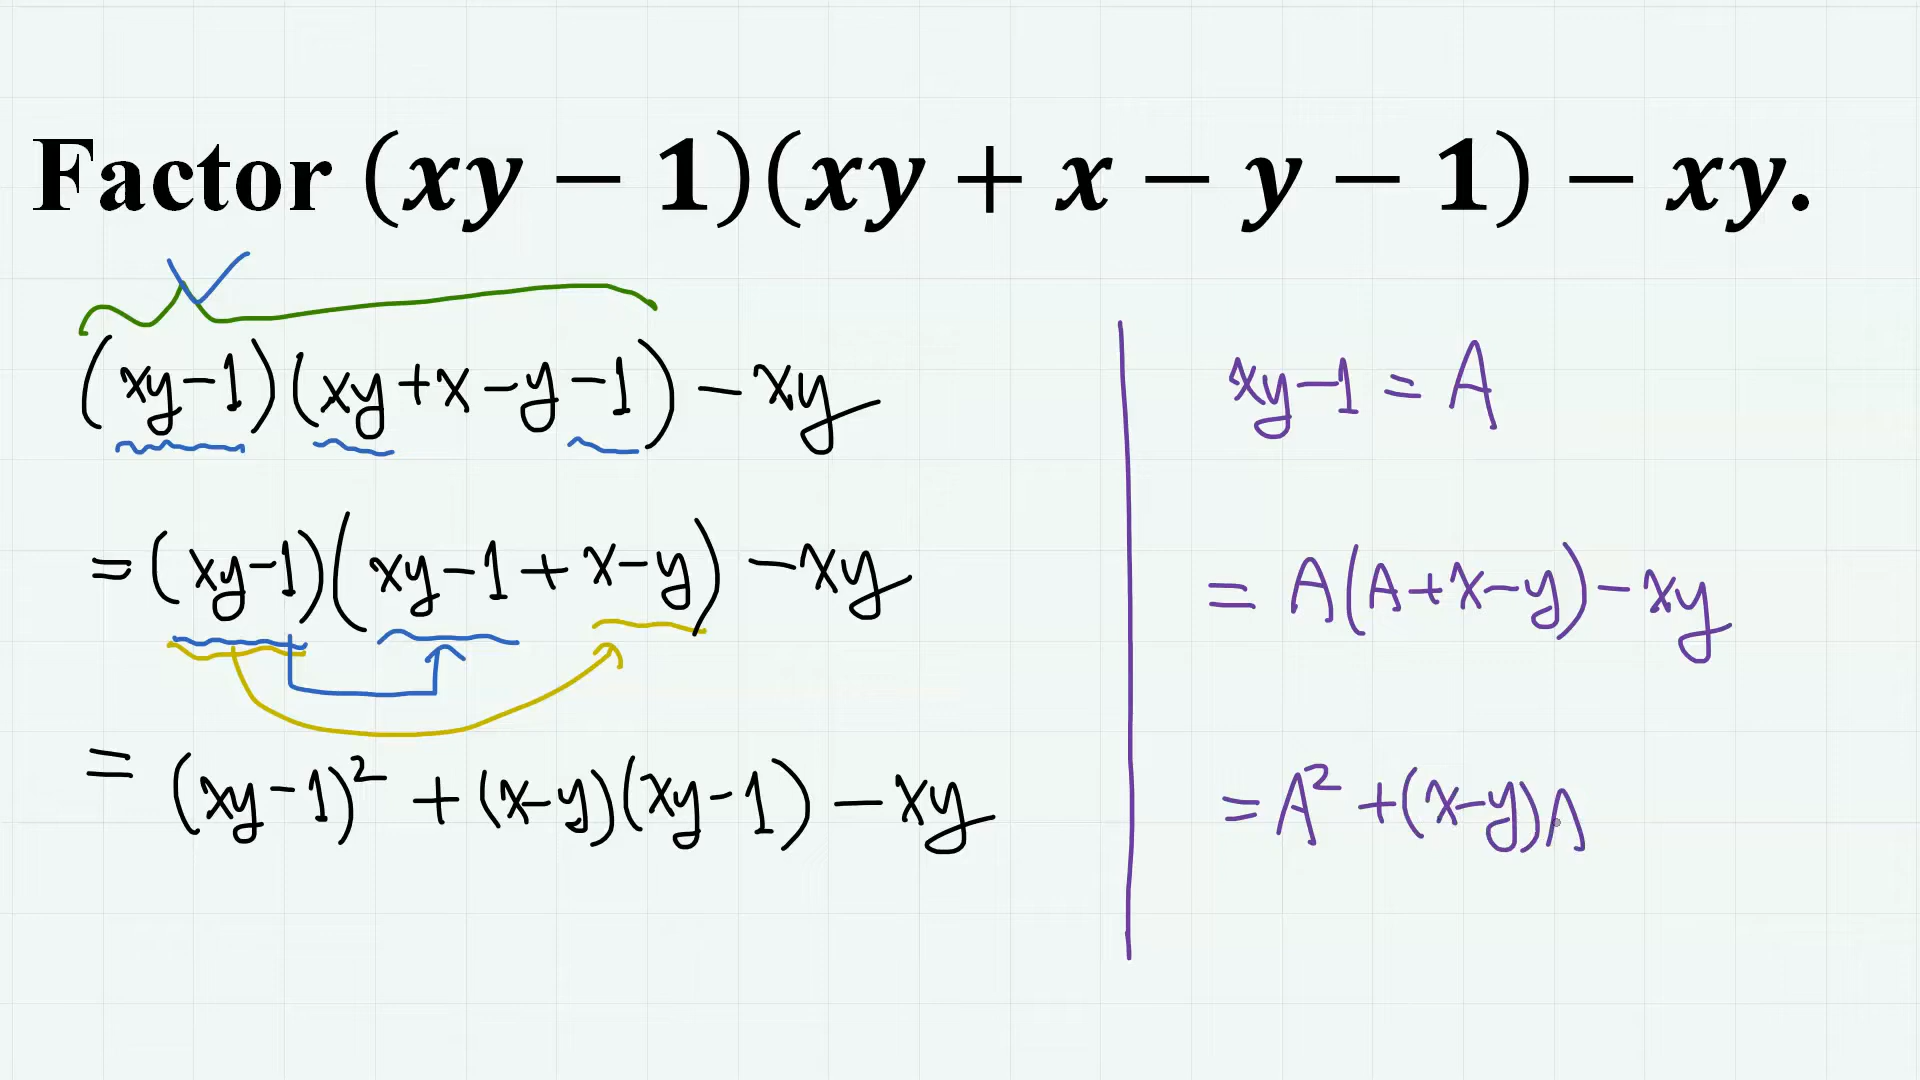 Factor (xy − 1)(xy + x − y − 1) − xy.
(xy-1)(xy+x-y-1) - xy
= (xy-1)(xy-1+x-y) - xy
= (xy-1)² + (x-y)(xy-1) - xy
xy-1 = A
= A(A+x-y) - xy
= A² + (x-y)A